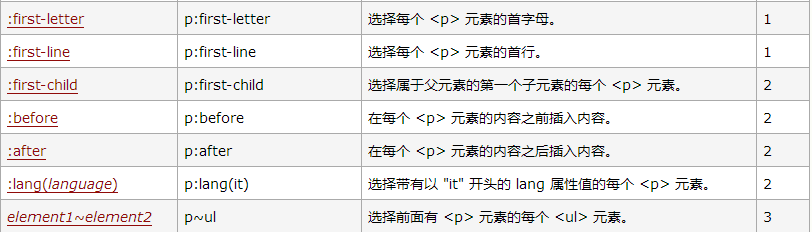 :first-letter p:first-letter 选择每个 <p> 元素的首字母。 1
:first-line p:first-line 选择每个 <p> 元素的首行。 1
:first-child p:first-child 选择属于父元素的第一个子元素的每个 <p> 元素。 2
:before p:before 在每个 <p> 元素的内容之前插入内容。 2
:after p:after 在每个 <p> 元素的内容之后插入内容。 2
:lang(language) p:lang(it) 选择带有以 "it" 开头的 lang 属性值的每个 <p> 元素。 2
element1~element2 p~ul 选择前面有 <p> 元素的每个 <ul> 元素。 3